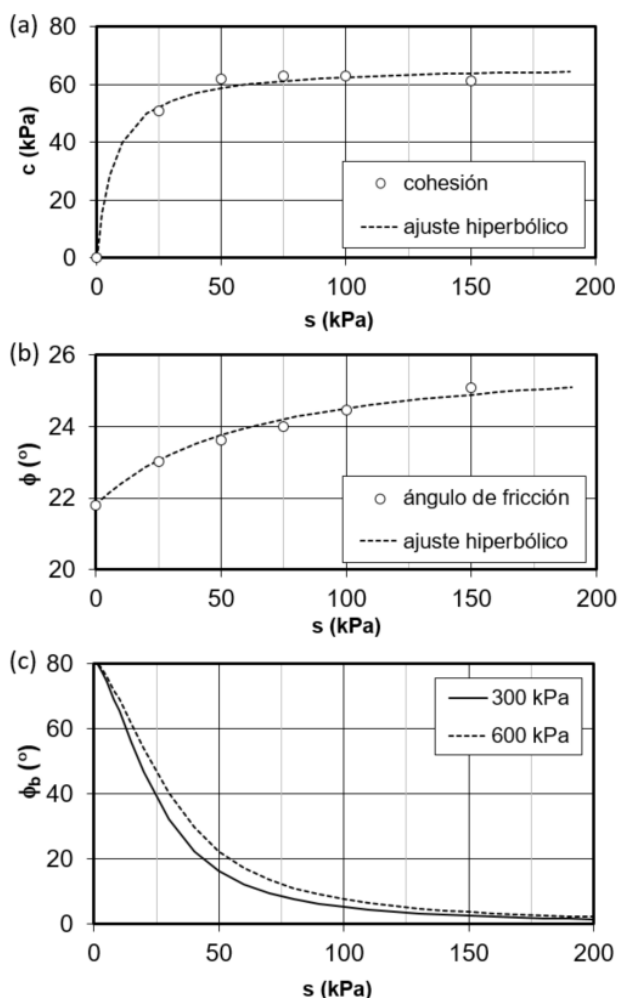 (a)
80
60
40
20
0
c (kPa)
cohesión
ajuste hiperbólico
0 50 100 150 200
s (kPa)
(b)
26
24
22
20
ϕ (°)
ángulo de fricción
ajuste hiperbólico
0 50 100 150 200
s (kPa)
(c)
80
60
40
20
0
ϕb (°)
300 kPa
600 kPa
0 50 100 150 200
s (kPa)